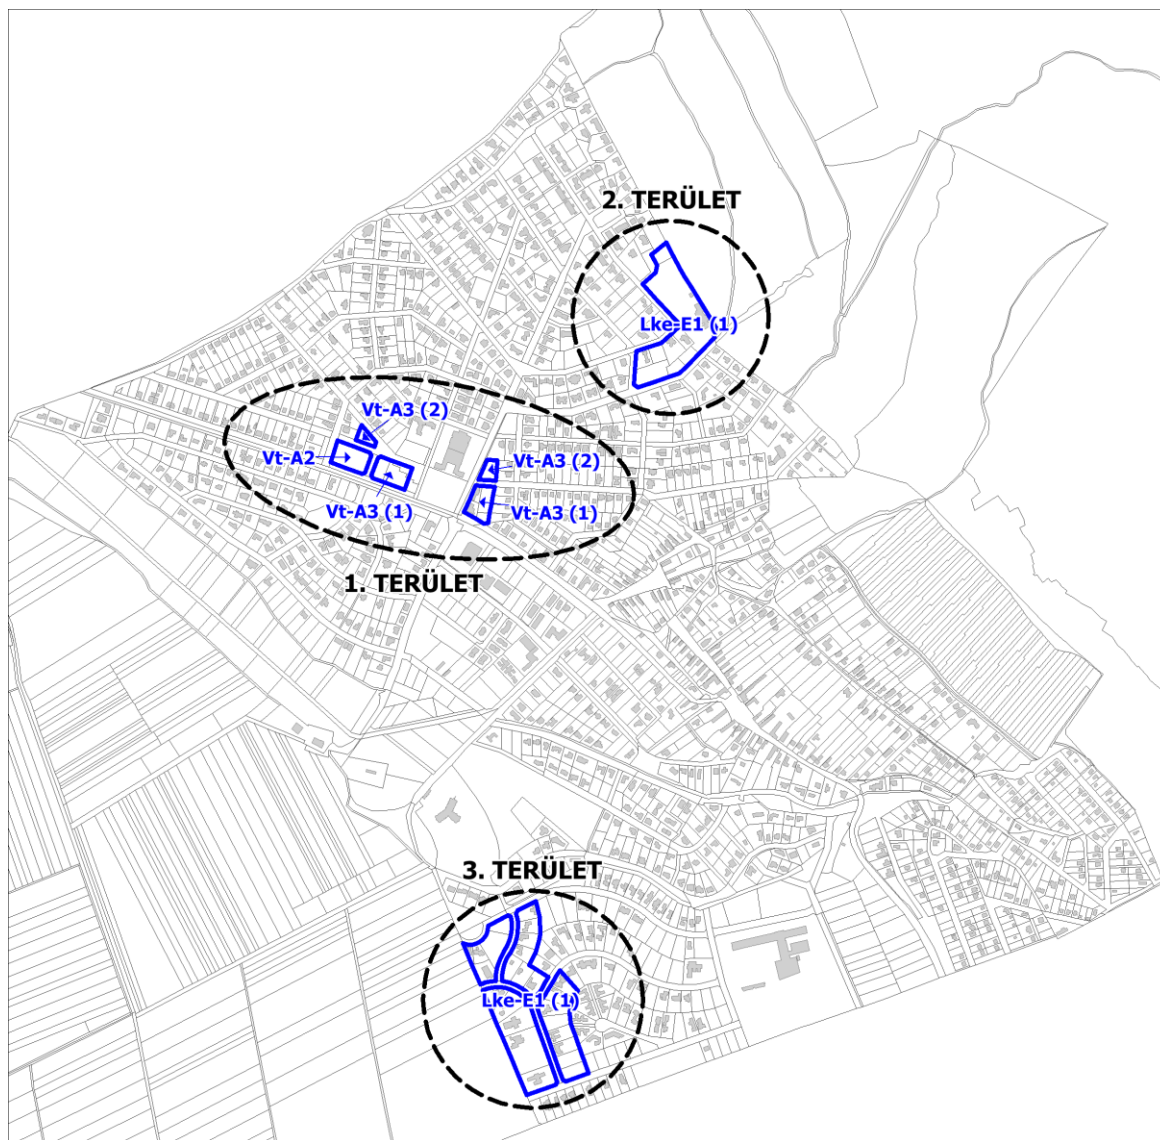 2. TERÜLET
Lke-E1 (1)
Vt-A3 (2)
Vt-A2
Vt-A3 (2)
Vt-A3 (1)
Vt-A3 (1)
1. TERÜLET
3. TERÜLET
Lke-E1 (1)